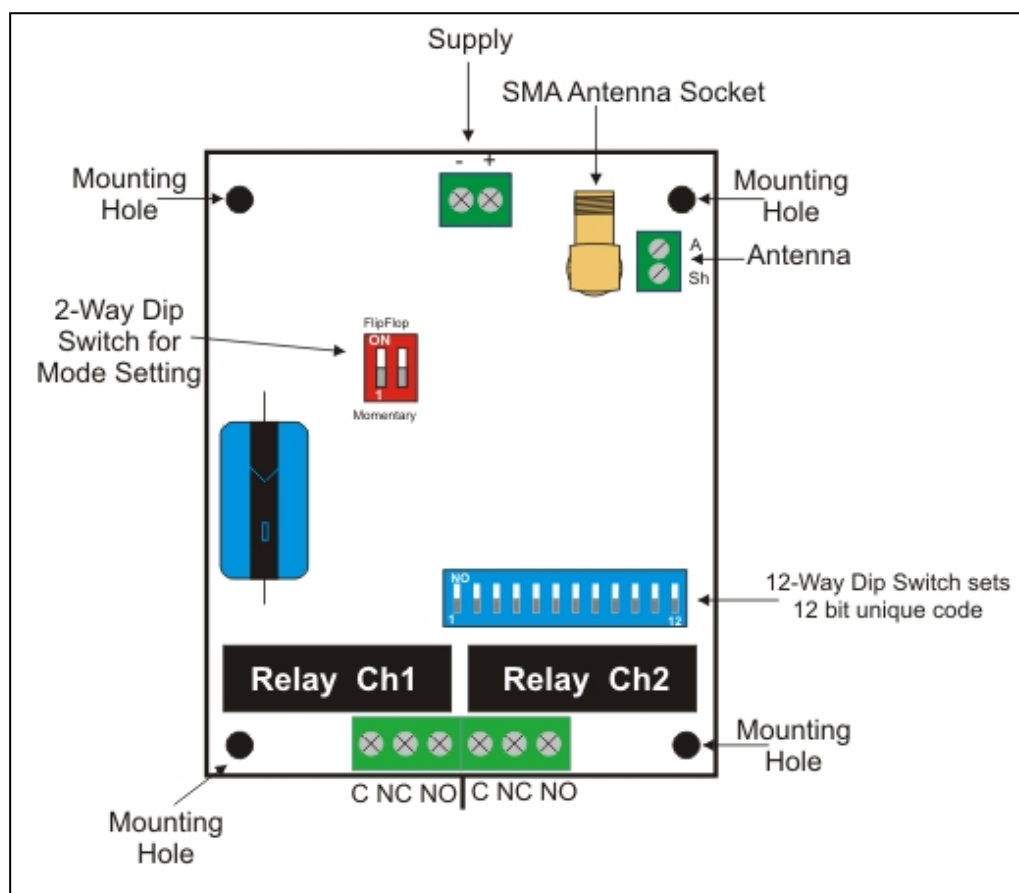 Supply
SMA Antenna Socket
- +
Mounting
Hole
Mounting
Hole
A
Sh
Antenna
2-Way Dip
Switch for
Mode Setting
FlipFlop
ON
1
Momentary
NO
1
12
12-Way Dip Switch sets
12 bit unique code
Relay Ch1
Relay Ch2
Mounting
Hole
C NC NO
C NC NO
Mounting
Hole